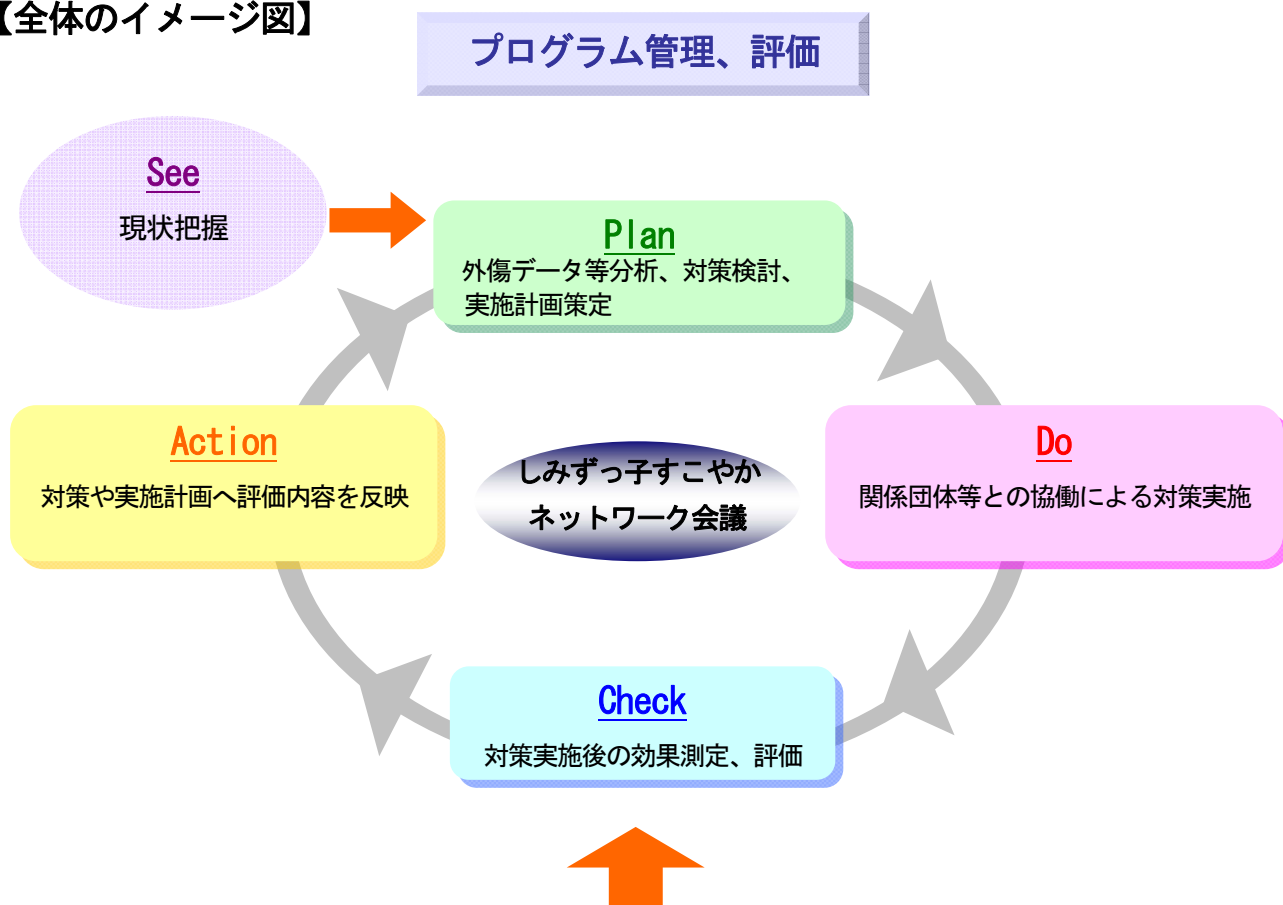 【全体のイメージ図】
プログラム管理、評価
See
現状把握
Plan
外傷データ等分析、対策検討、
実施計画策定
Action
対策や実施計画へ評価内容を反映
しみずっ子すこやか
ネットワーク会議
Do
関係団体等との協働による対策実施
Check
対策実施後の効果測定、評価